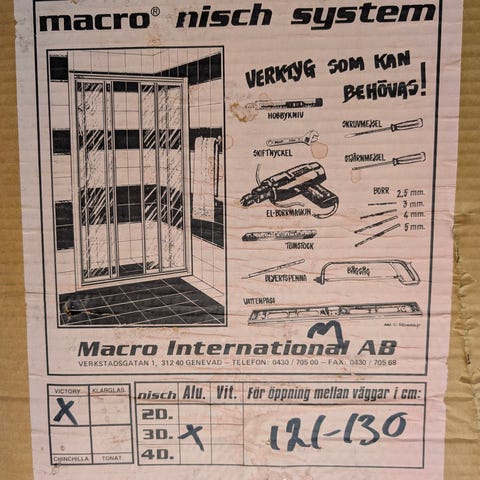 macro® nisch system
VERKTYG SOM KAN
BEHÖVAS!
HOBBYKNIV
SKRUVMEJSEL
SKIFTNYCKEL
STJÄRNMEJSEL
EL-BORRMASKIN
BORR 2,5 mm.
3 mm.
4 mm.
5 mm.
TUMSTOCK
BLYERTSPENNA
BÅGSÅG
VATTENPASS
M
Macro International AB
VERKSTADSGATAN 1, 312 40 GENEVAD – TELEFON: 0430 / 705 00 – FAX. 0430 / 705 68
VICTORY KLARGLAS
X
CHINCHILLA TONAT
nisch Alu. Vit. För öppning mellan väggar i cm:
2D.
3D. X 121-130
4D.